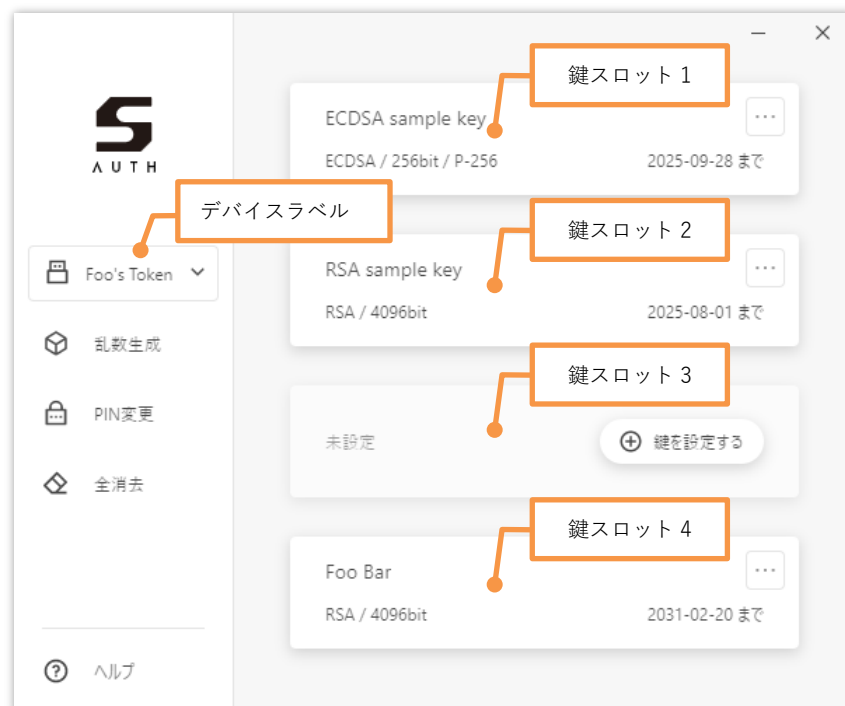 S
AUTH
デバイスラベル
Foo's Token
乱数生成
PIN変更
全消去
ヘルプ
鍵スロット 1
ECDSA sample key
ECDSA / 256bit / P-256
2025-09-28 まで
鍵スロット 2
RSA sample key
RSA / 4096bit
2025-08-01 まで
鍵スロット 3
未設定
鍵を設定する
鍵スロット 4
Foo Bar
RSA / 4096bit
2031-02-20 まで